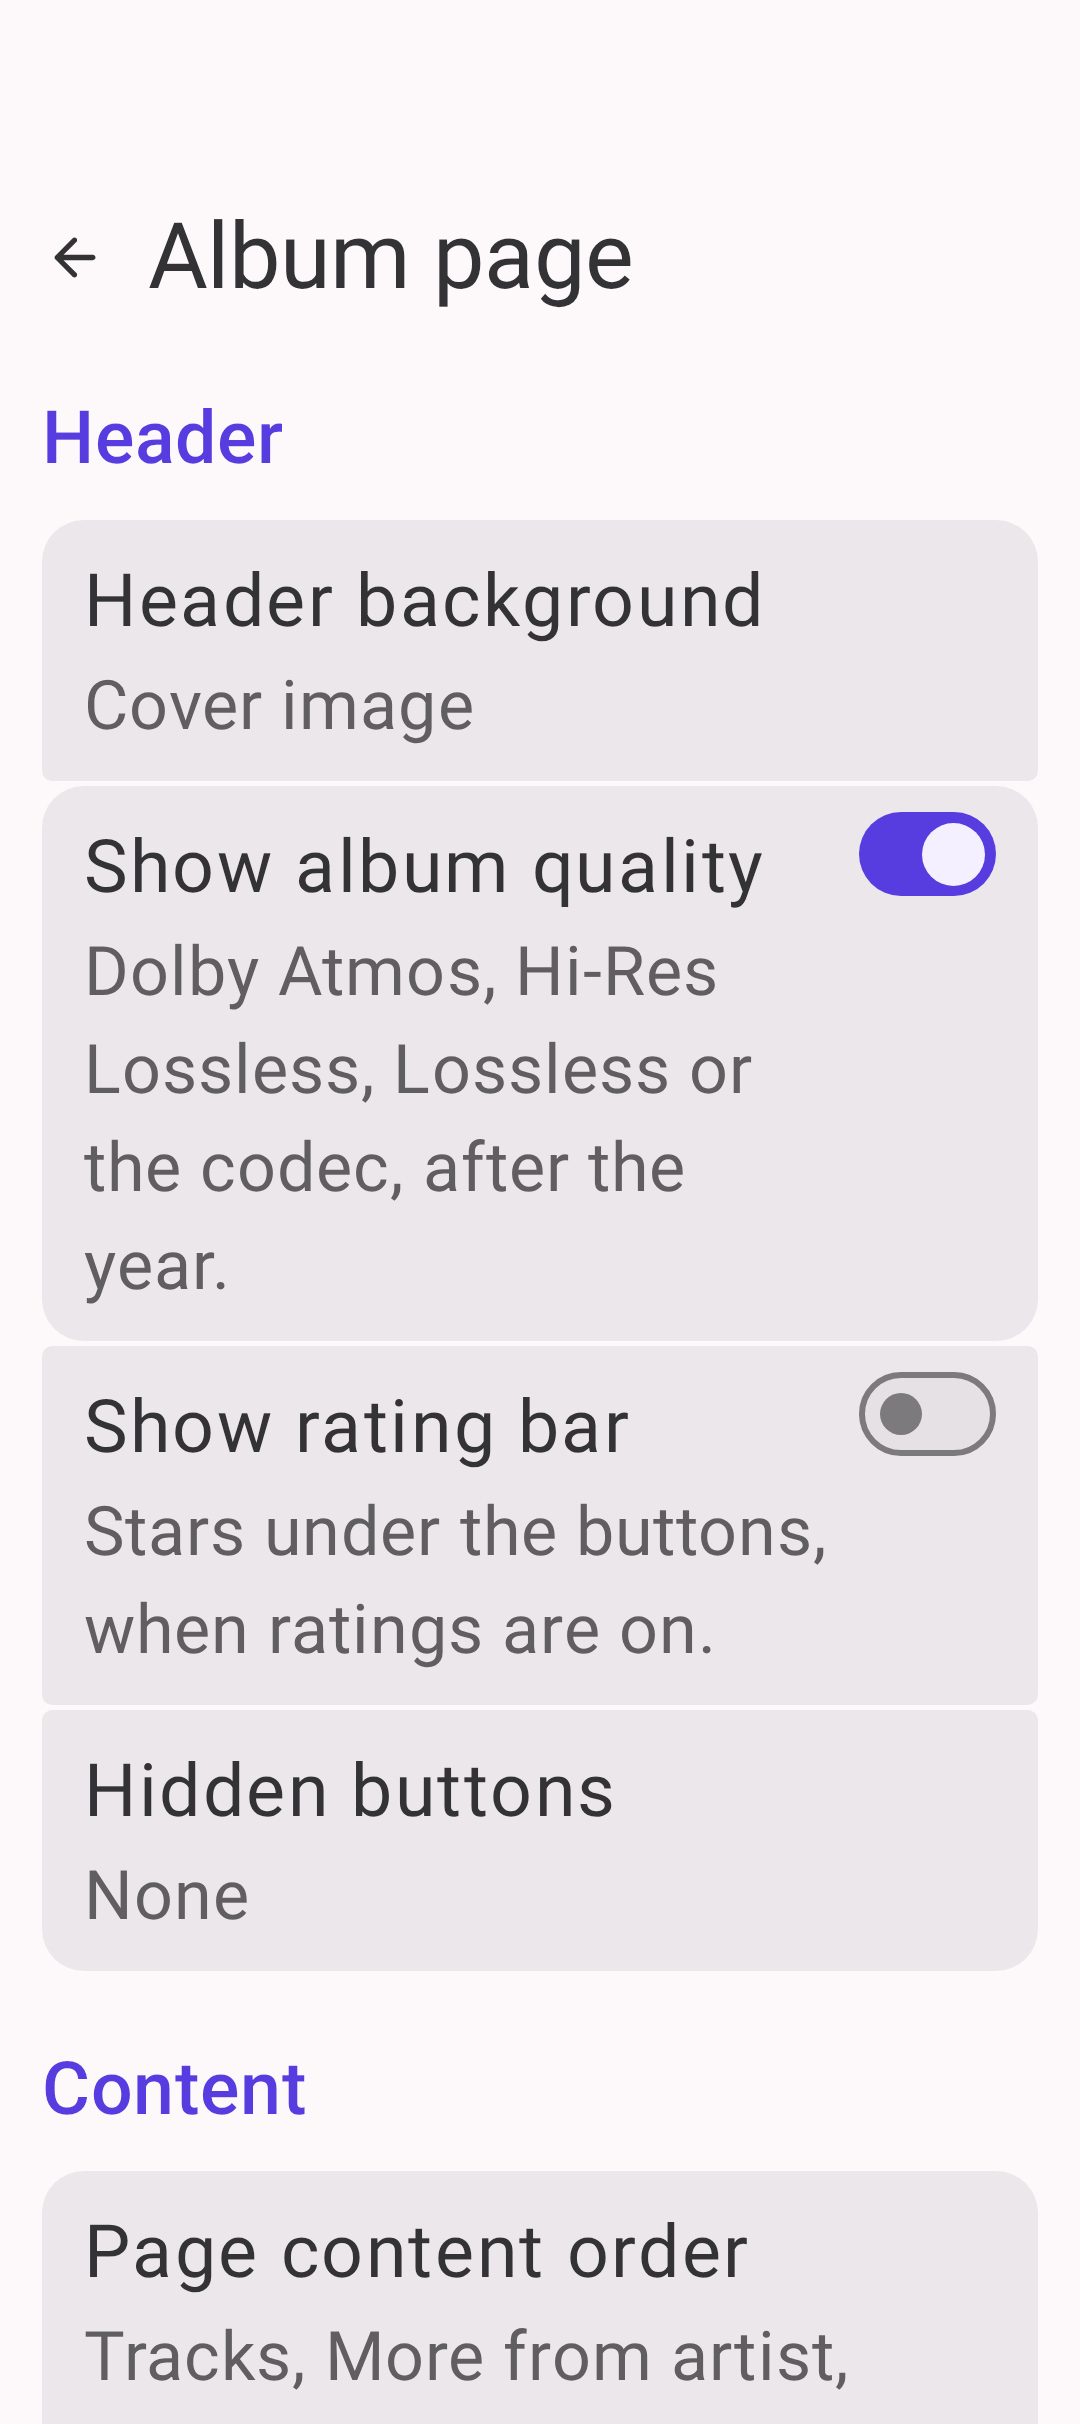 Album page
Header
Header background
Cover image
Show album quality
Dolby Atmos, Hi-Res
Lossless, Lossless or
the codec, after the
year.
Show rating bar
Stars under the buttons,
when ratings are on.
Hidden buttons
None
Content
Page content order
Tracks, More from artist,